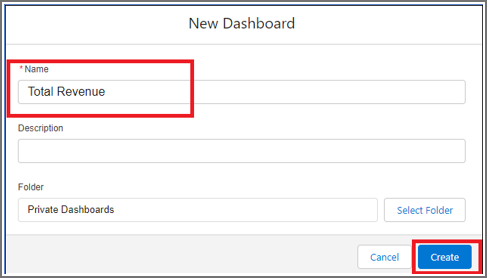 New Dashboard
* Name
Total Revenue
Description
Folder
Private Dashboards Select Folder
Cancel Create